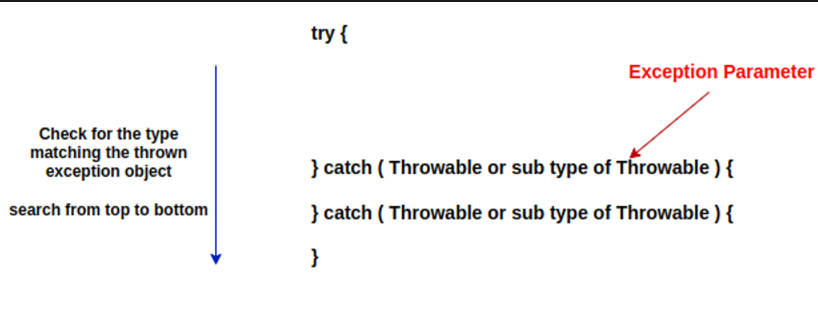 try {
Exception Parameter
Check for the type
matching the thrown
exception object
search from top to bottom
} catch ( Throwable or sub type of Throwable ) {
} catch ( Throwable or sub type of Throwable ) {
}